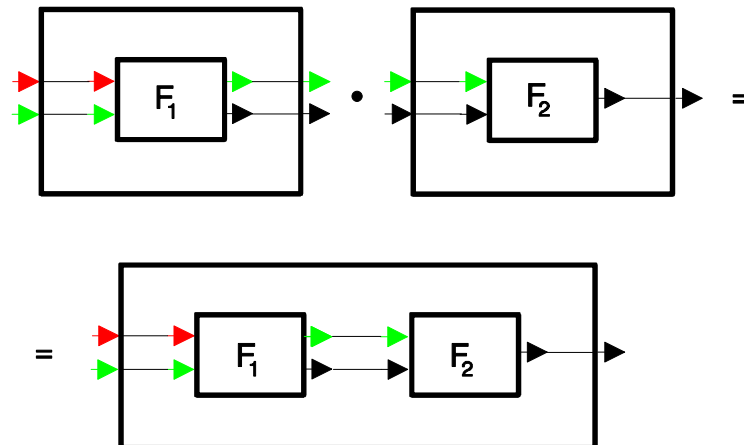 F₁ • F₂ =
= F₁ F₂